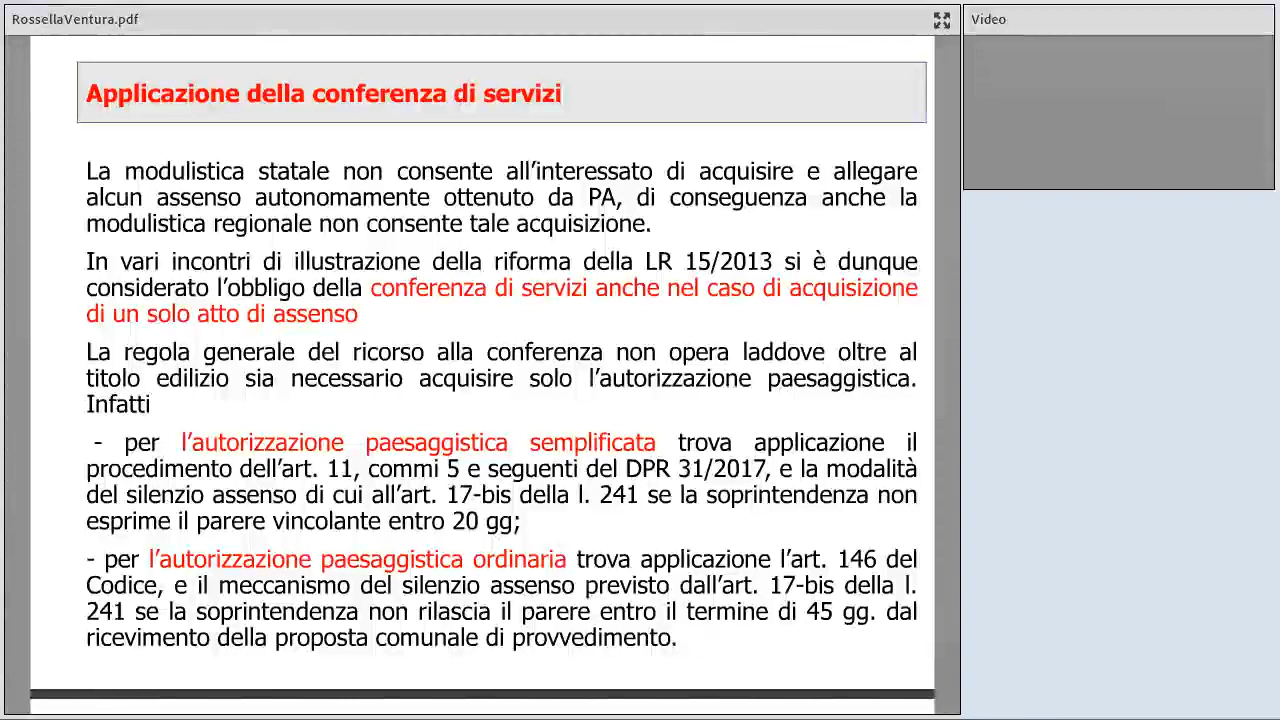 RossellaVentura.pdf
Video
Applicazione della conferenza di servizi
La modulistica statale non consente all’interessato di acquisire e allegare
alcun assenso autonomamente ottenuto da PA, di conseguenza anche la
modulistica regionale non consente tale acquisizione.
In vari incontri di illustrazione della riforma della LR 15/2013 si è dunque
considerato l’obbligo della conferenza di servizi anche nel caso di acquisizione
di un solo atto di assenso
La regola generale del ricorso alla conferenza non opera laddove oltre al
titolo edilizio sia necessario acquisire solo l’autorizzazione paesaggistica.
Infatti
- per l’autorizzazione paesaggistica semplificata trova applicazione il
procedimento dell’art. 11, commi 5 e seguenti del DPR 31/2017, e la modalità
del silenzio assenso di cui all’art. 17-bis della l. 241 se la soprintendenza non
esprime il parere vincolante entro 20 gg;
- per l’autorizzazione paesaggistica ordinaria trova applicazione l’art. 146 del
Codice, e il meccanismo del silenzio assenso previsto dall’art. 17-bis della l.
241 se la soprintendenza non rilascia il parere entro il termine di 45 gg. dal
ricevimento della proposta comunale di provvedimento.